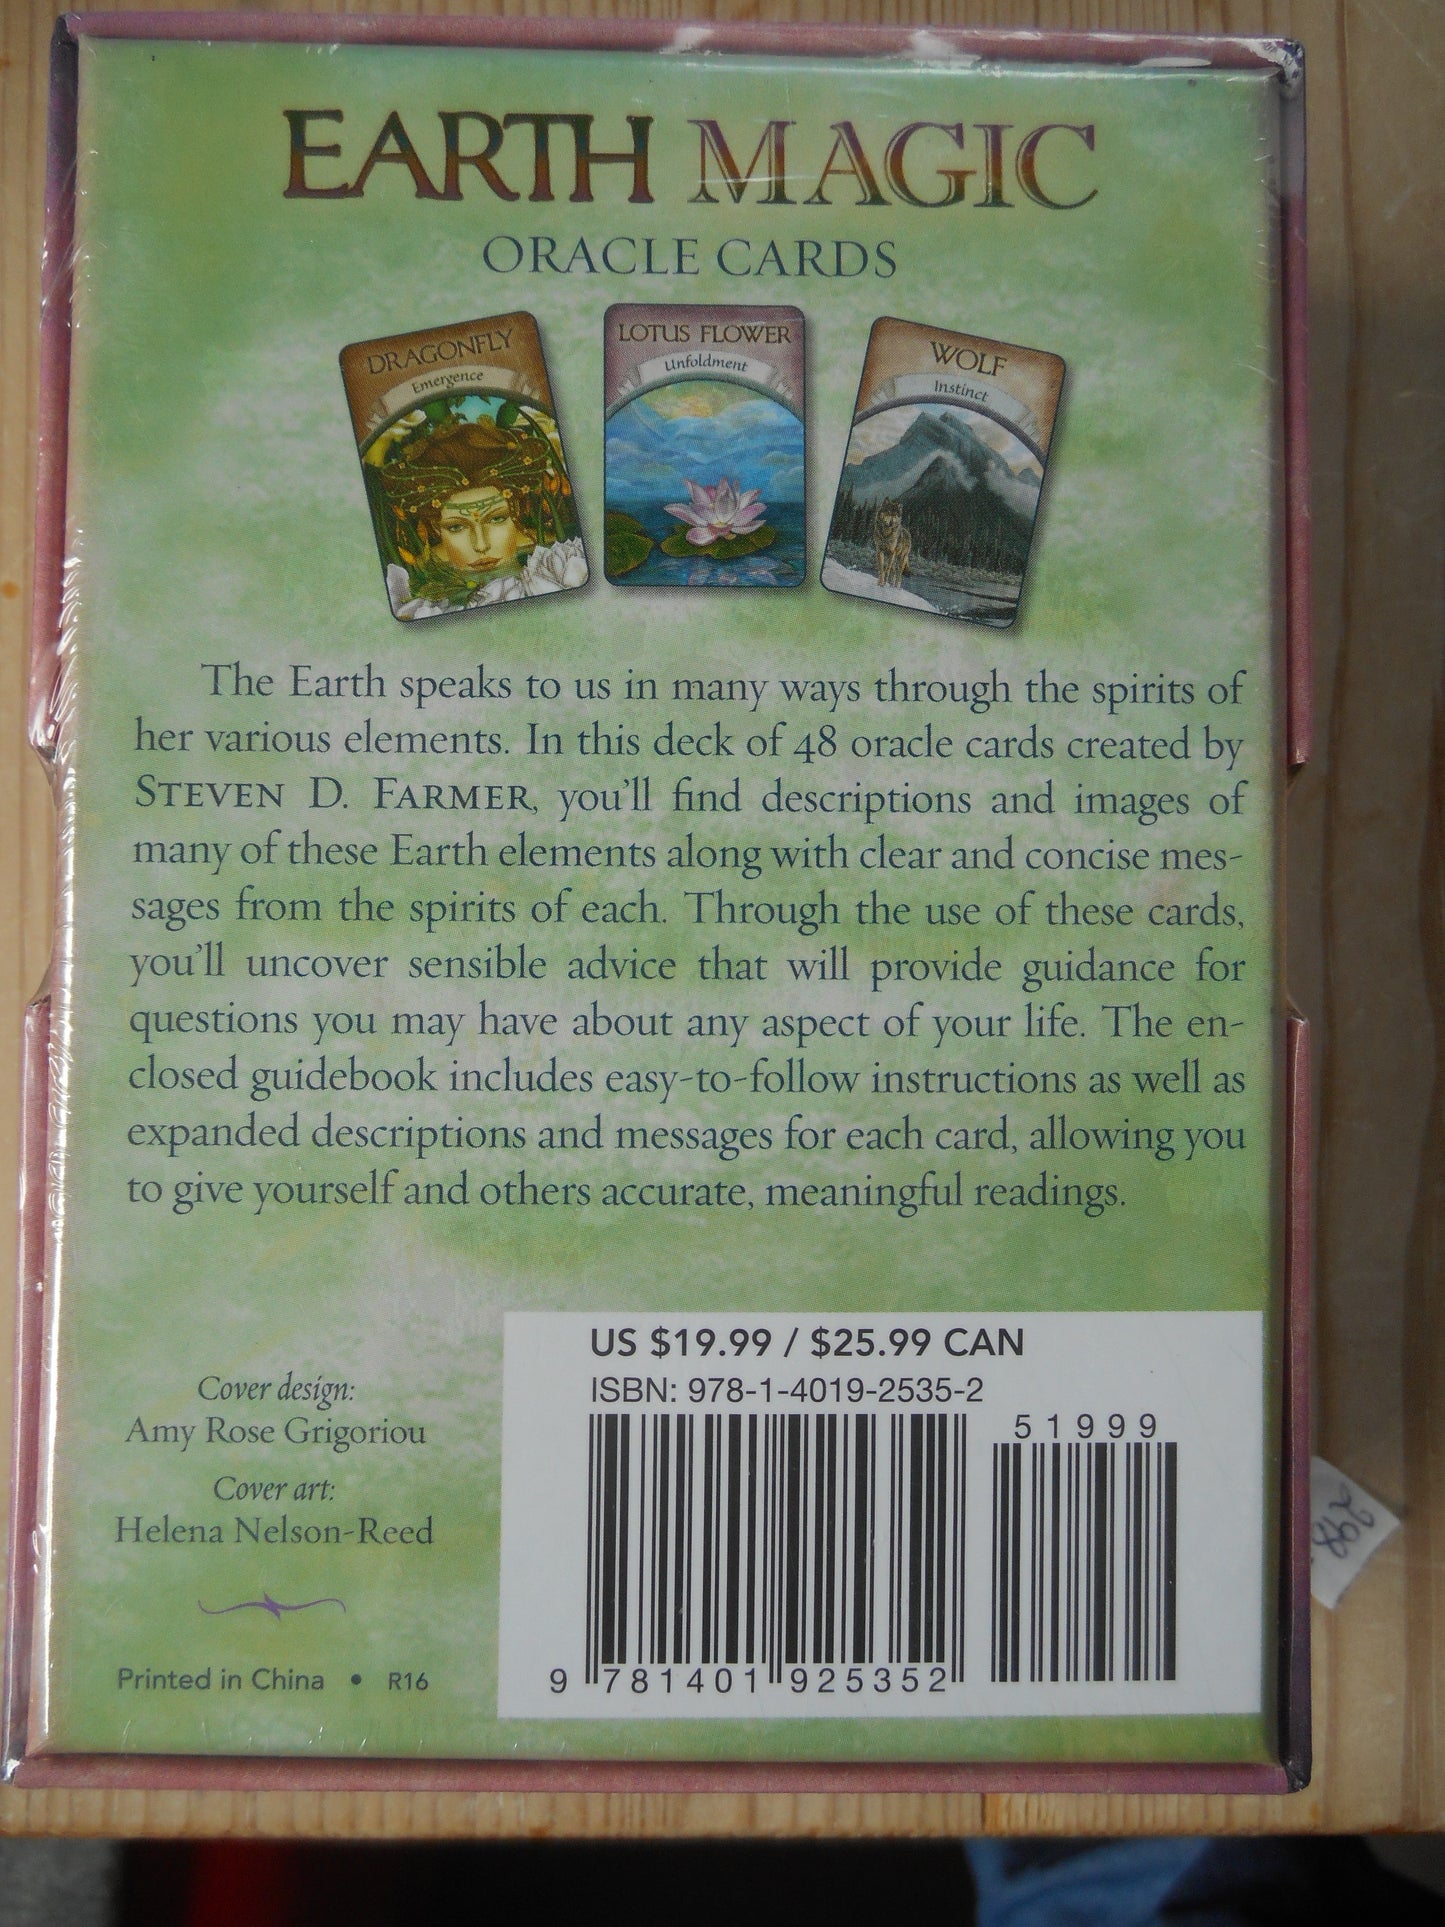 EARTH MAGIC
ORACLE CARDS
DRAGONFLY
Emergence
LOTUS FLOWER
Unfoldment
WOLF
Instinct
The Earth speaks to us in many ways through the spirits of
her various elements. In this deck of 48 oracle cards created by
STEVEN D. FARMER, you'll find descriptions and images of
many of these Earth elements along with clear and concise mes-
sages from the spirits of each. Through the use of these cards,
you'll uncover sensible advice that will provide guidance for
questions you may have about any aspect of your life. The en-
closed guidebook includes easy-to-follow instructions as well as
expanded descriptions and messages for each card, allowing you
to give yourself and others accurate, meaningful readings.
Cover design:
Amy Rose Grigoriou
Cover art:
Helena Nelson-Reed
Printed in China • R16
US $19.99 / $25.99 CAN
ISBN: 978-1-4019-2535-2
51999
9 781401 925352